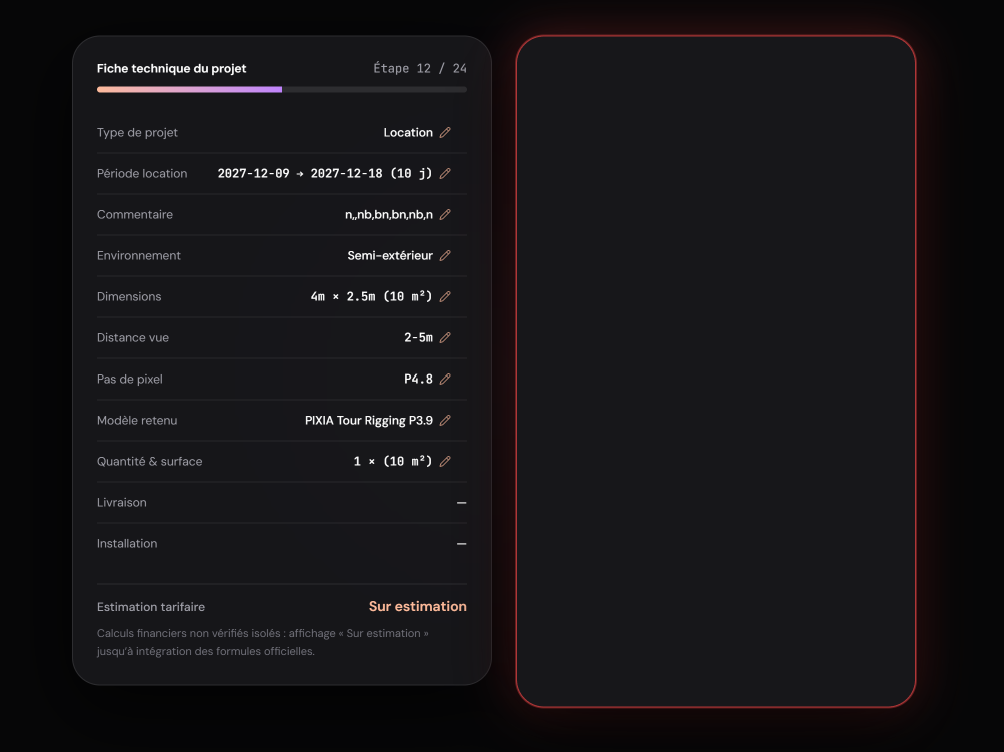 Fiche technique du projet Étape 12 / 24
Type de projet Location
Période location 2027-12-09 → 2027-12-18 (10 j)
Commentaire n,,nb,bn,bn,nb,n
Environnement Semi-extérieur
Dimensions 4m × 2.5m (10 m²)
Distance vue 2-5m
Pas de pixel P4.8
Modèle retenu PIXIA Tour Rigging P3.9
Quantité & surface 1 × (10 m²)
Livraison —
Installation —
Estimation tarifaire Sur estimation
Calculs financiers non vérifiés isolés : affichage « Sur estimation »
jusqu'à intégration des formules officielles.